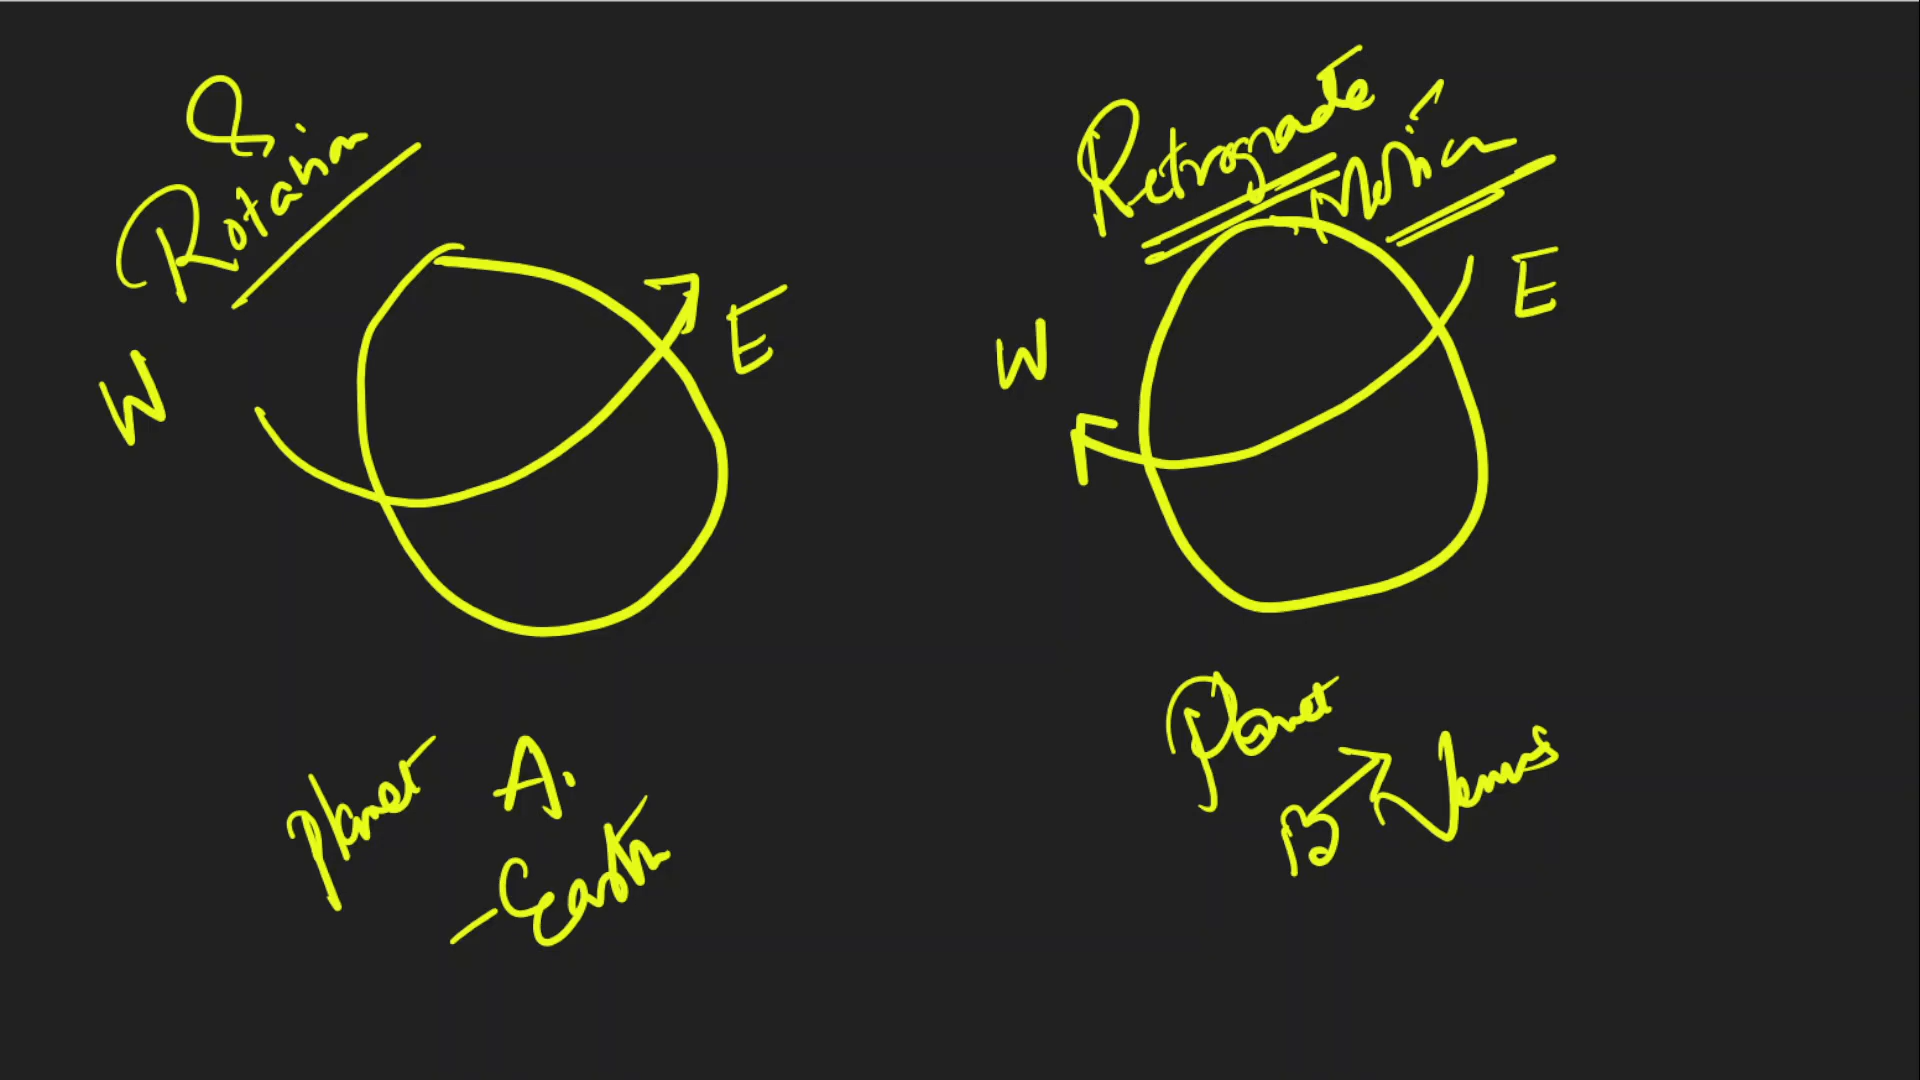 &
Rotation
W
E
Planet A.
- Earth
Retrograde
Motion
W
E
Planet
B → Venus